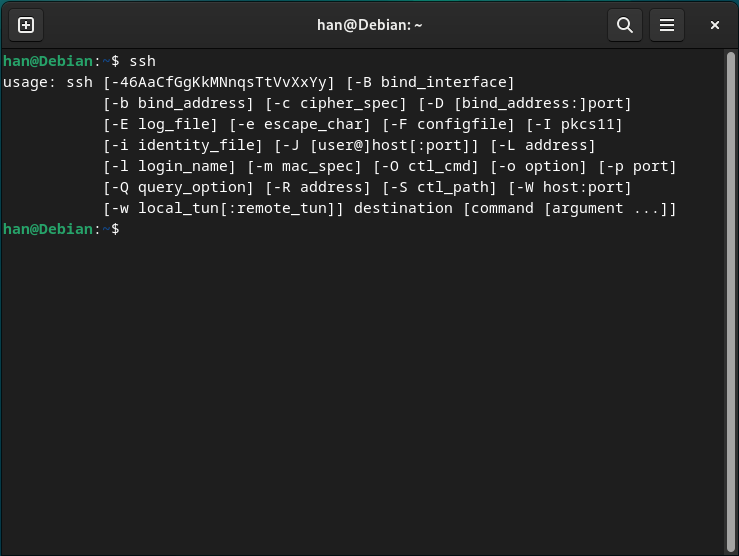 han@Debian: ~
han@Debian:~$ ssh
usage: ssh [-46AaCfGgKkMNnqsTtVvXxYy] [-B bind_interface]
           [-b bind_address] [-c cipher_spec] [-D [bind_address:]port]
           [-E log_file] [-e escape_char] [-F configfile] [-I pkcs11]
           [-i identity_file] [-J [user@]host[:port]] [-L address]
           [-l login_name] [-m mac_spec] [-O ctl_cmd] [-o option] [-p port]
           [-Q query_option] [-R address] [-S ctl_path] [-W host:port]
           [-w local_tun[:remote_tun]] destination [command [argument ...]]
han@Debian:~$